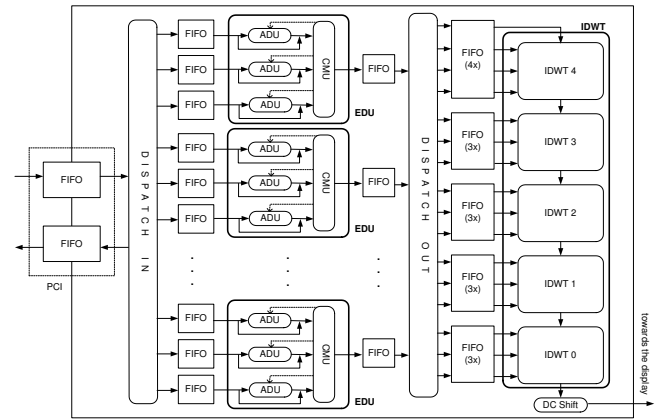 FIFO
FIFO
PCI
DISPATCH IN
FIFO
FIFO
FIFO
ADU
ADU
ADU
CMU
EDU
FIFO
FIFO
FIFO
FIFO
ADU
ADU
ADU
CMU
EDU
FIFO
. . .
FIFO
FIFO
FIFO
ADU
ADU
ADU
CMU
EDU
FIFO
DISPATCH OUT
FIFO
(4x)
FIFO
(3x)
FIFO
(3x)
FIFO
(3x)
FIFO
(3x)
IDWT
IDWT 4
IDWT 3
IDWT 2
IDWT 1
IDWT 0
DC Shift
towards the display